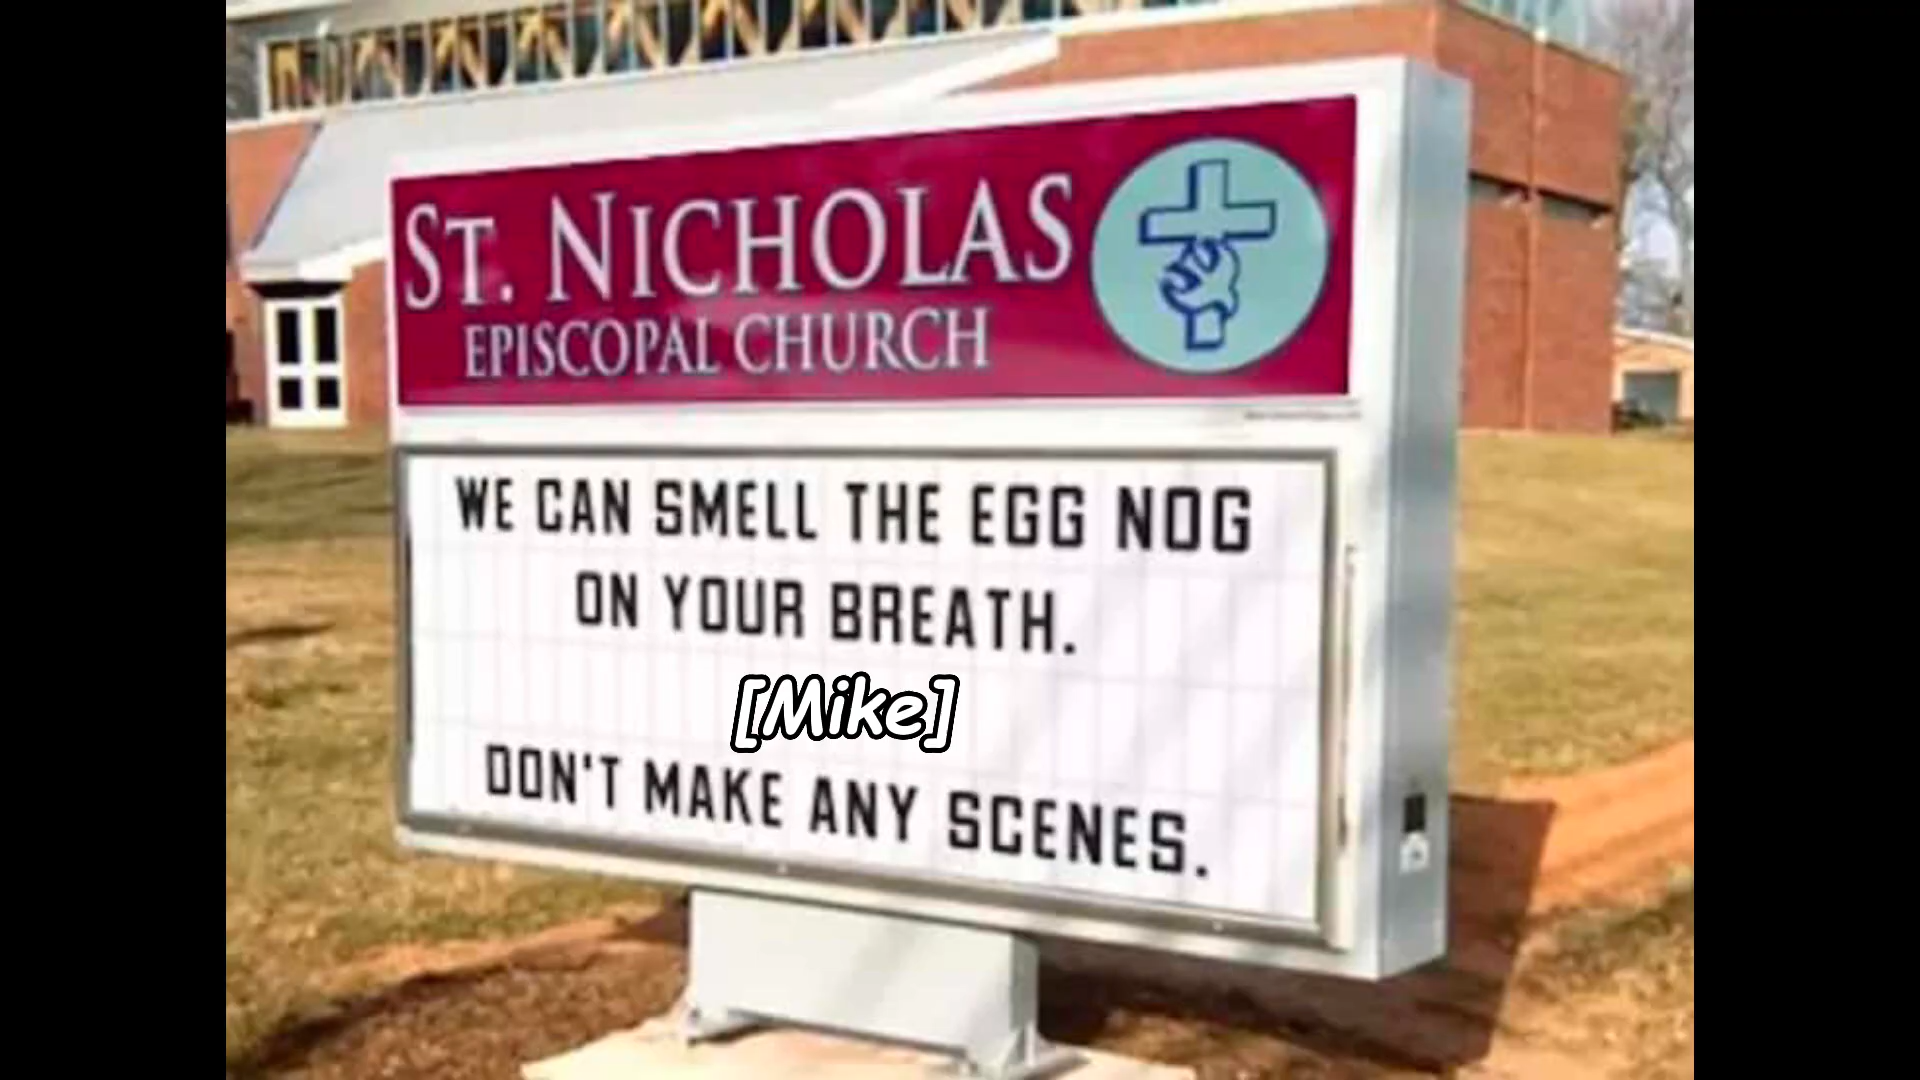 ST. NICHOLAS
EPISCOPAL CHURCH
WE CAN SMELL THE EGG NOG
ON YOUR BREATH.
[Mike]
DON'T MAKE ANY SCENES.